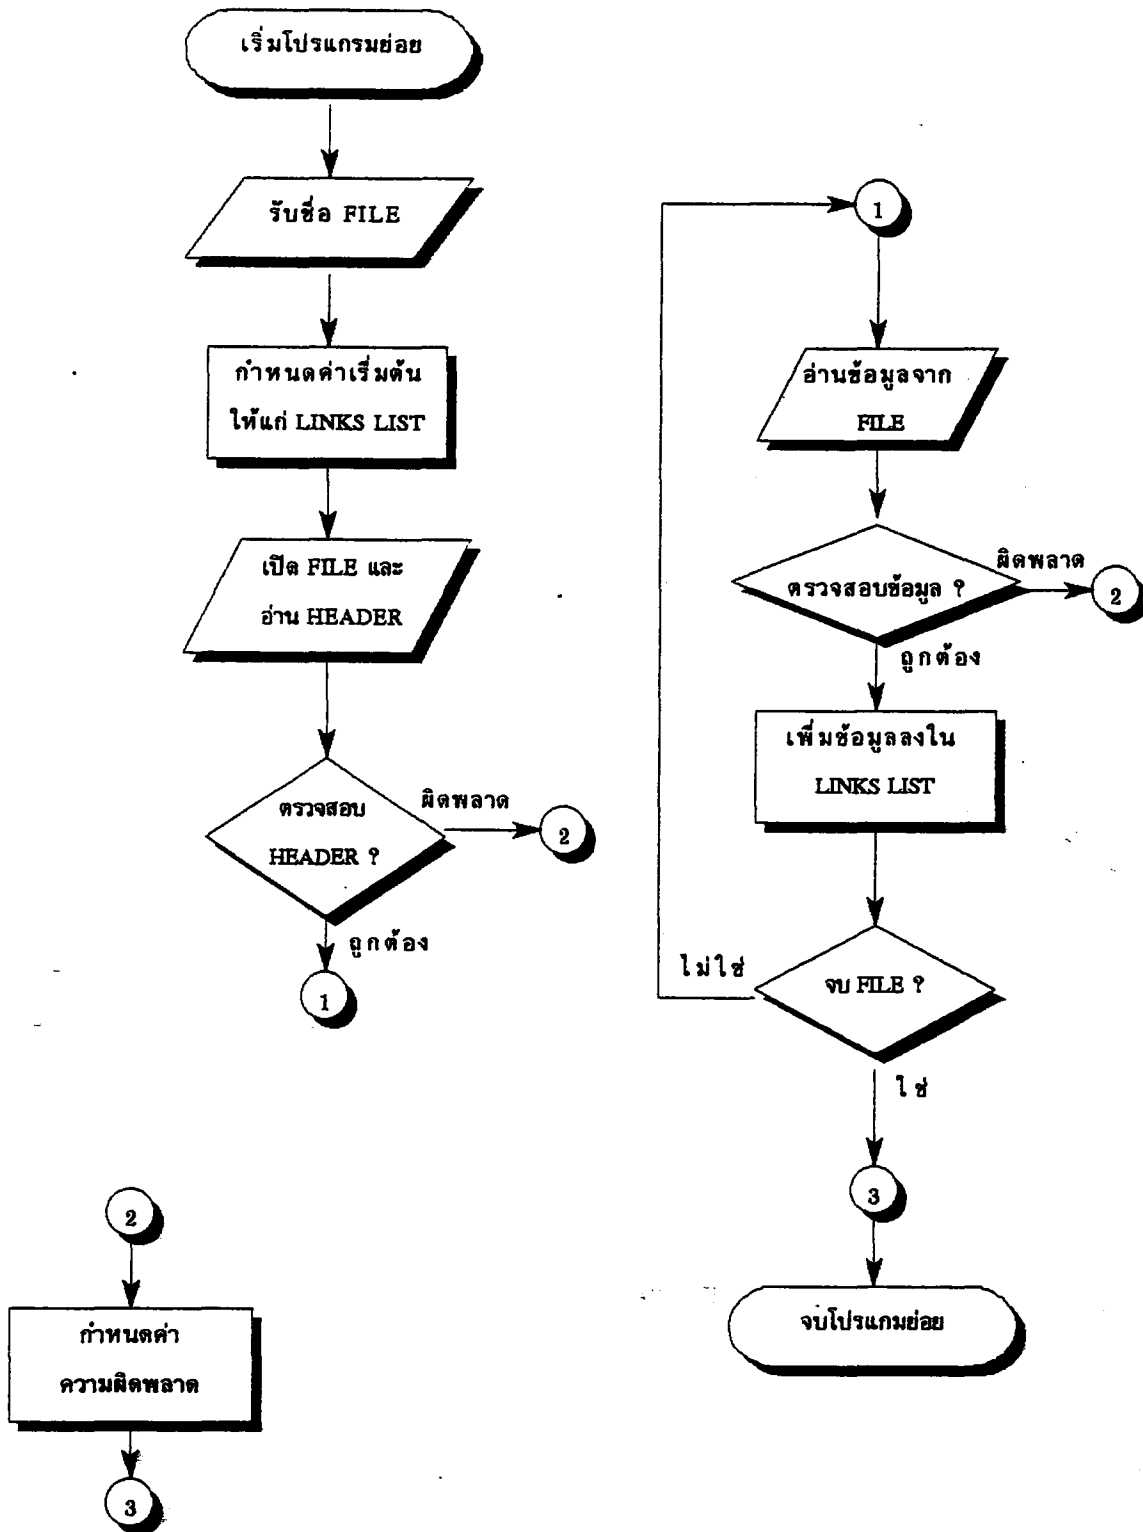 เริ่มโปรแกรมย่อย
รับชื่อ FILE
กำหนดค่าเริ่มต้น
ให้แก่ LINKS LIST
เปิด FILE และ
อ่าน HEADER
ตรวจสอบ
HEADER ?
ผิดพลาด
2
ถูกต้อง
1
1
อ่านข้อมูลจาก
FILE
ตรวจสอบข้อมูล ?
ผิดพลาด
2
ถูกต้อง
เพิ่มข้อมูลลงใน
LINKS LIST
จบ FILE ?
ไม่ใช่
ใช่
3
จบโปรแกมย่อย
2
กำหนดค่า
ความผิดพลาด
3